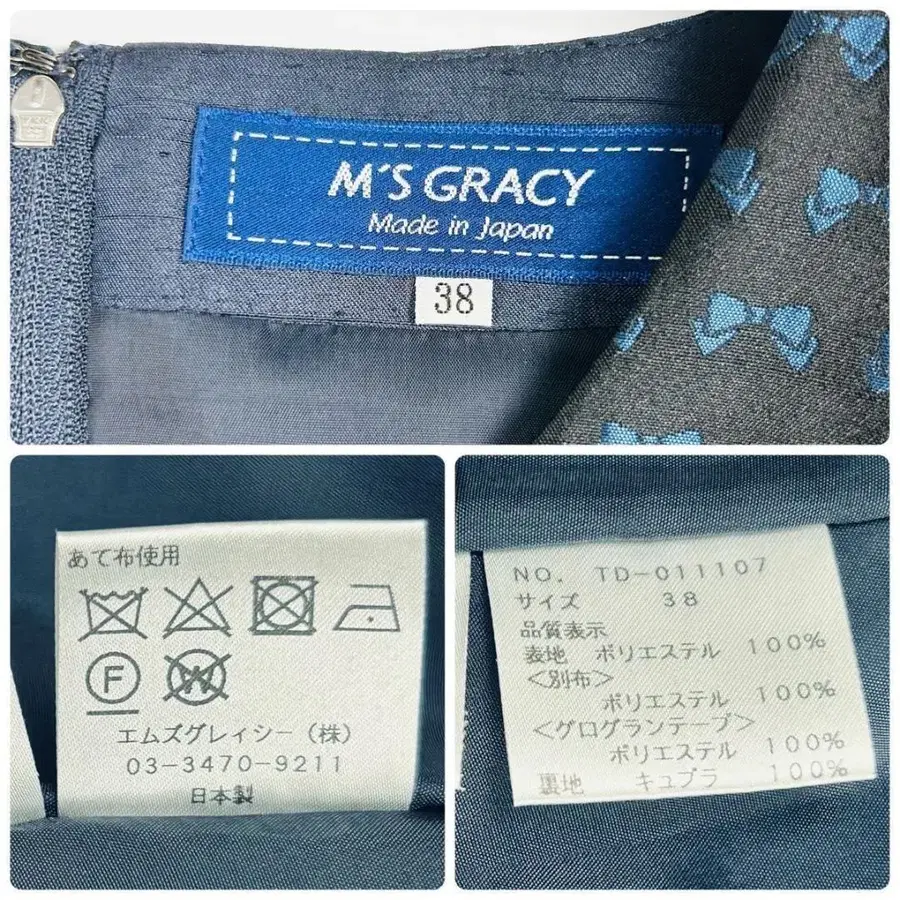 M'S GRACY
Made in Japan
38
あて布使用
F
W
エムズグレイシー(株)
03-3470-9211
日本製
NO. TD-011107
サイズ 38
品質表示
表地 ポリエステル 100%
<別布>
ポリエステル 100%
<グログランテープ>
ポリエステル 100%
裏地 キュプラ 100%